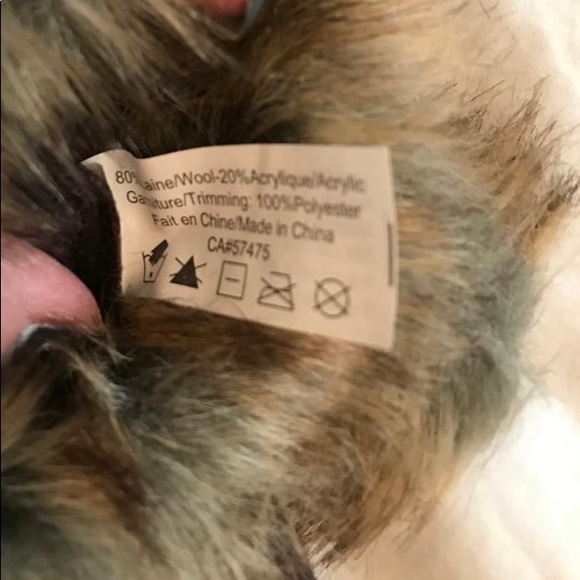 80% Laine/Wool-20%Acrylique/Acrylic
Garniture/Trimming: 100%Polyester
Fait en Chine/Made in China
CA#57475